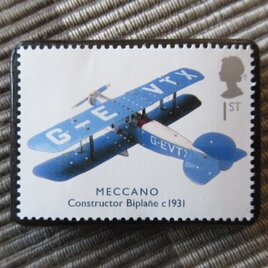 G-EVTX
G-EVTX
1ST
MECCANO
Constructor Biplane c1931